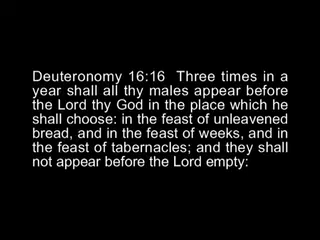 Deuteronomy 16:16  Three times in a
year shall all thy males appear before
the Lord thy God in the place which he
shall choose: in the feast of unleavened
bread, and in the feast of weeks, and in
the feast of tabernacles; and they shall
not appear before the Lord empty: